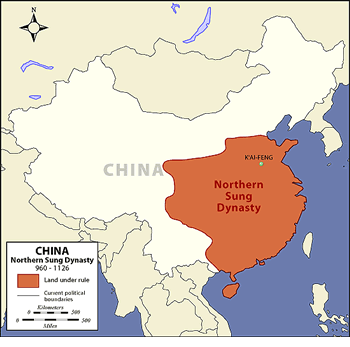 N
K'AI-FENG
CHINA
Northern
Sung
Dynasty
CHINA
Northern Sung Dynasty
960 - 1126
Land under rule
Current political
boundaries
Kilometers
0 500
0 500
Miles